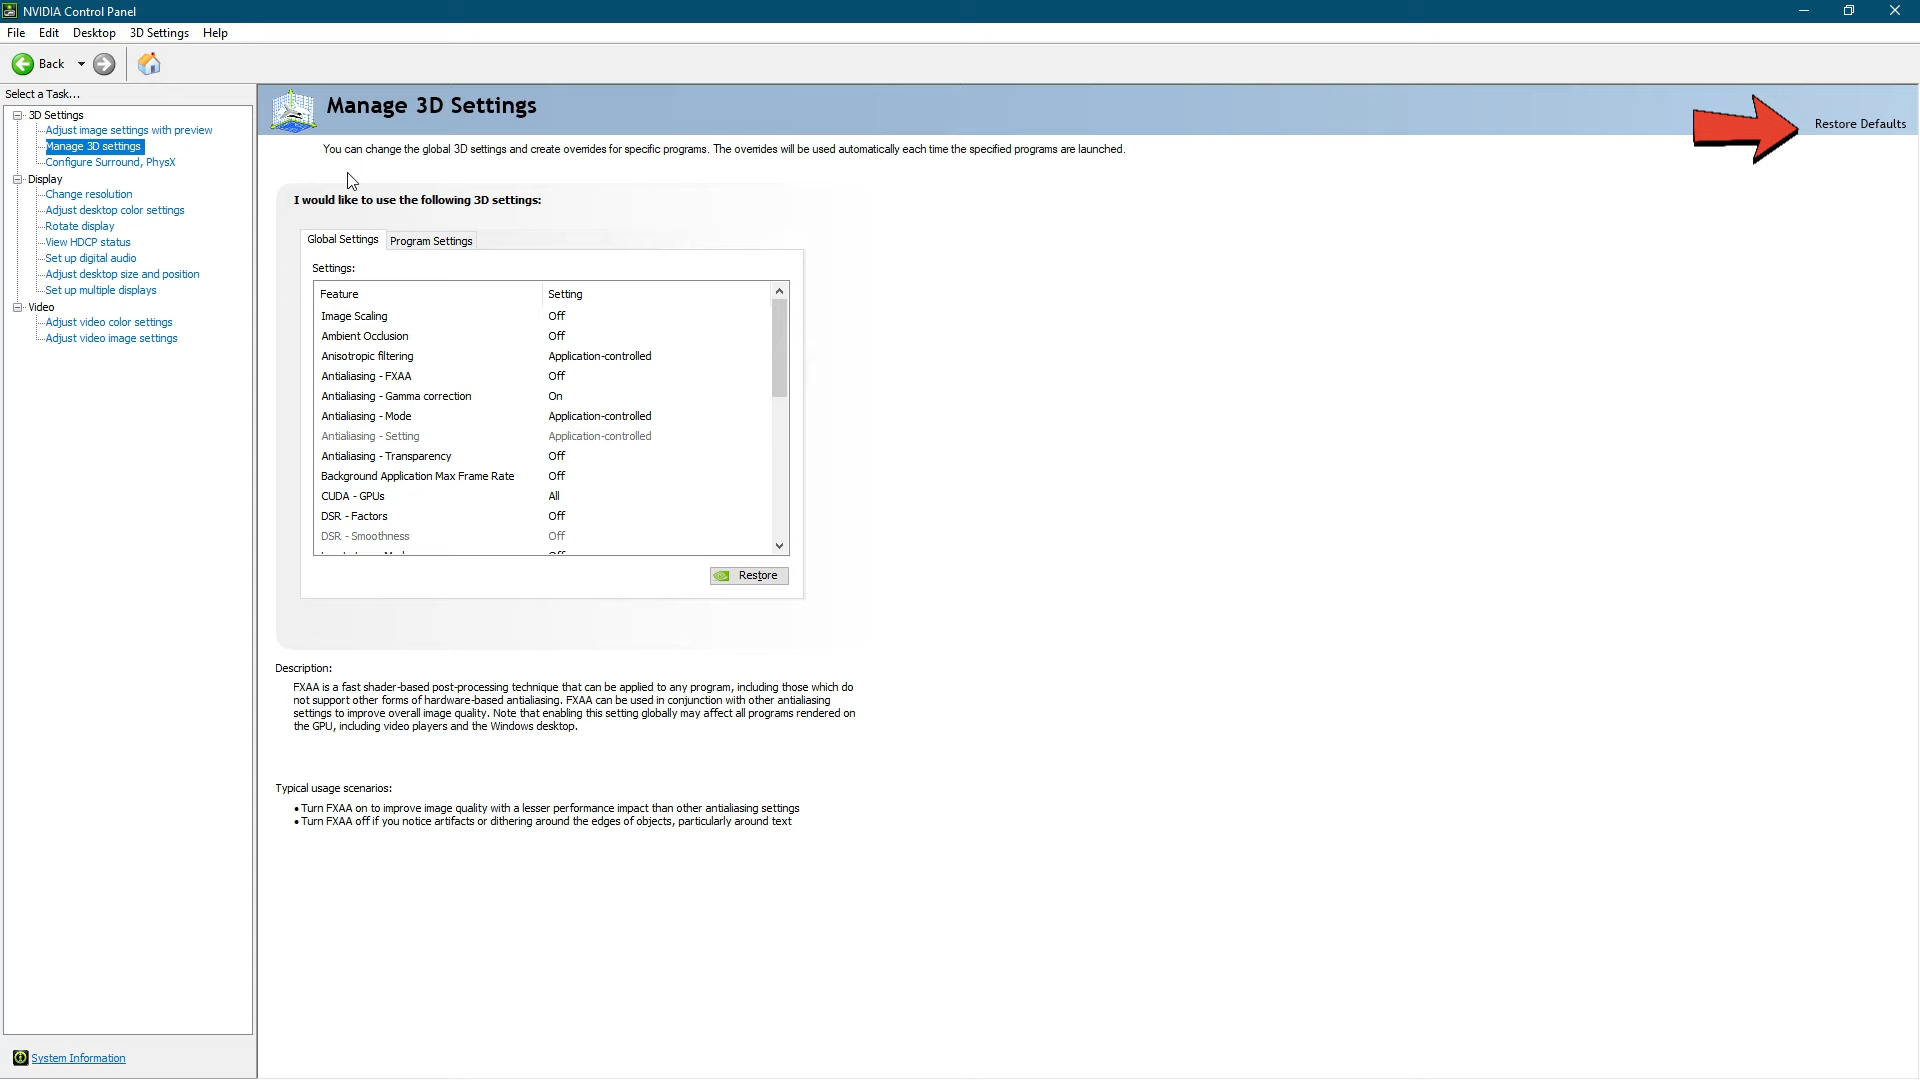 NVIDIA Control Panel
File Edit Desktop 3D Settings Help
Back
Select a Task...
3D Settings
Adjust image settings with preview
Manage 3D settings
Configure Surround, PhysX
Display
Change resolution
Adjust desktop color settings
Rotate display
View HDCP status
Set up digital audio
Adjust desktop size and position
Set up multiple displays
Video
Adjust video color settings
Adjust video image settings
System Information
Manage 3D Settings
Restore Defaults
You can change the global 3D settings and create overrides for specific programs. The overrides will be used automatically each time the specified programs are launched.
I would like to use the following 3D settings:
Global Settings Program Settings
Settings:
Feature Setting
Image Scaling Off
Ambient Occlusion Off
Anisotropic filtering Application-controlled
Antialiasing - FXAA Off
Antialiasing - Gamma correction On
Antialiasing - Mode Application-controlled
Antialiasing - Setting Application-controlled
Antialiasing - Transparency Off
Background Application Max Frame Rate Off
CUDA - GPUs All
DSR - Factors Off
DSR - Smoothness Off
Restore
Description:
FXAA is a fast shader-based post-processing technique that can be applied to any program, including those which do
not support other forms of hardware-based antialiasing. FXAA can be used in conjunction with other antialiasing
settings to improve overall image quality. Note that enabling this setting globally may affect all programs rendered on
the GPU, including video players and the Windows desktop.
Typical usage scenarios:
• Turn FXAA on to improve image quality with a lesser performance impact than other antialiasing settings
• Turn FXAA off if you notice artifacts or dithering around the edges of objects, particularly around text